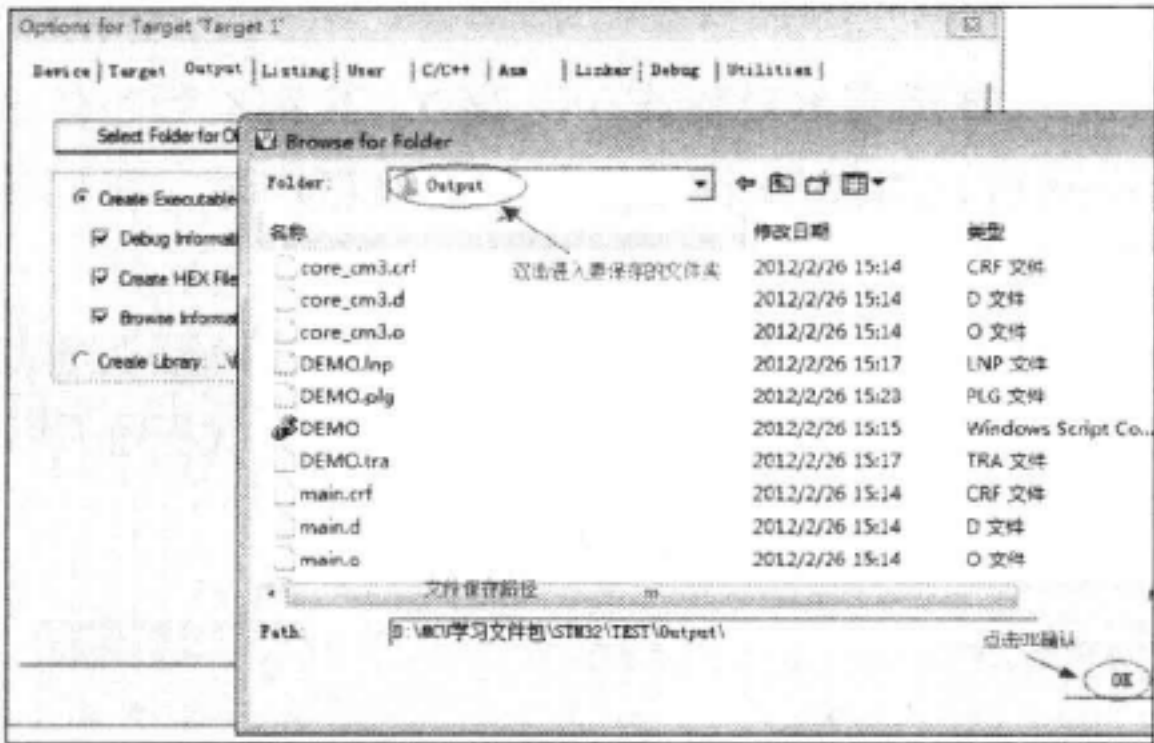 Options for Target 'Target 1'
Device Target Output Listing User C/C++ Asm Linker Debug Utilities
Select Folder for O
Browse for Folder
Folder: Output
Create Executable
Debug Informat
Create HEX File
Browse Informat
Create Library: ..\
名称 修改日期 类型
双击进入要保存的文件夹
core_cm3.crf 2012/2/26 15:14 CRF 文件
core_cm3.d 2012/2/26 15:14 D 文件
core_cm3.o 2012/2/26 15:14 O 文件
DEMO.lnp 2012/2/26 15:17 LNP 文件
DEMO.plg 2012/2/26 15:23 PLG 文件
DEMO 2012/2/26 15:15 Windows Script Co...
DEMO.tra 2012/2/26 15:17 TRA 文件
main.crf 2012/2/26 15:14 CRF 文件
main.d 2012/2/26 15:14 D 文件
main.o 2012/2/26 15:14 O 文件
文件保存路径
Path: D:\MCU学习文件包\STM32\TEST\Output\
点击OK确认
OK